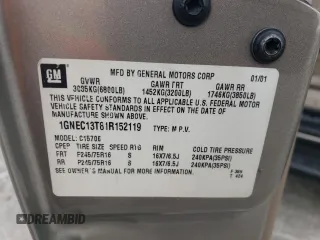 GM
MFD BY GENERAL MOTORS CORP 01/01
GVWR GAWR FRT GAWR RR
3035KG(6800LB) 1452KG(3200LB) 1746KG(3850LB)
THIS VEHICLE CONFORMS TO ALL APPLICABLE U.S. FEDERAL MOTOR
VEHICLE SAFETY STANDARDS IN EFFECT ON THE DATE OF
MANUFACTURE SHOWN ABOVE.
1GNEC13T61R152119 TYPE: M P.V.
MODEL: C15706
TIRE SIZE SPEED RTG RIM COLD TIRE PRESSURE
FRT P245/75R16 S 16X7/6.5J 240KPA(35PSI)
RR P245/75R16 S 16X7/6.5J 240KPA(35PSI)
SEE OWNER'S MANUAL FOR MORE INFORMATION.
DREAMBID